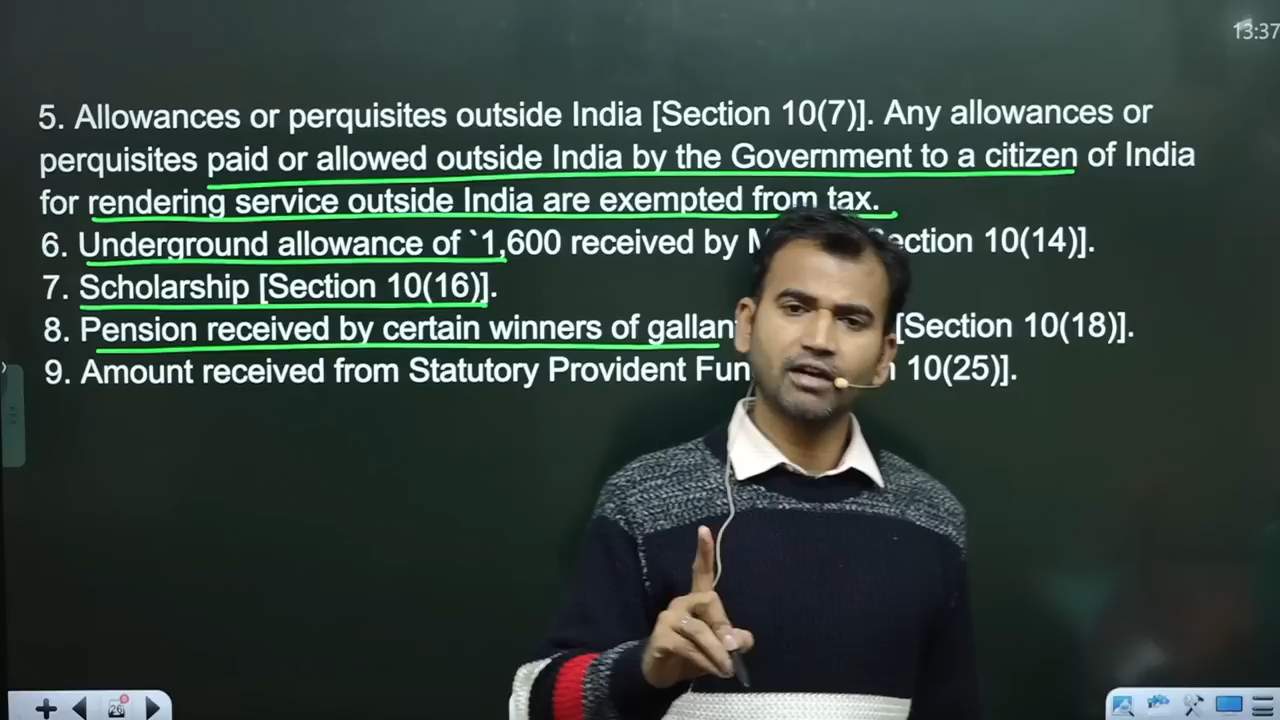 13:37
5. Allowances or perquisites outside India [Section 10(7)]. Any allowances or
perquisites paid or allowed outside India by the Government to a citizen of India
for rendering service outside India are exempted from tax.
6. Underground allowance of `1,600 received by ection 10(14)].
7. Scholarship [Section 10(16)].
8. Pension received by certain winners of [Section 10(18)].
9. Amount received from Statutory Provident 10(25)].
26